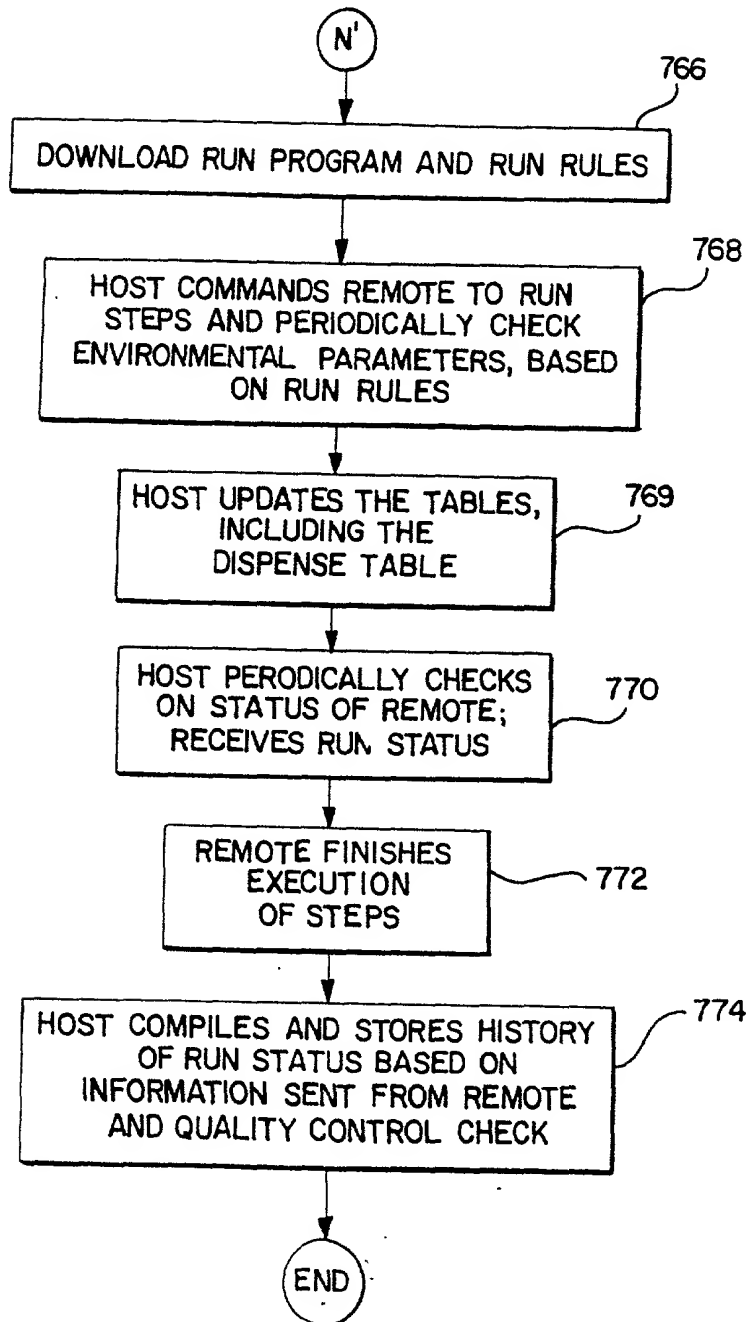 N'
766
DOWNLOAD RUN PROGRAM AND RUN RULES
768
HOST COMMANDS REMOTE TO RUN
STEPS AND PERIODICALLY CHECK
ENVIRONMENTAL PARAMETERS, BASED
ON RUN RULES
769
HOST UPDATES THE TABLES,
INCLUDING THE
DISPENSE TABLE
770
HOST PERODICALLY CHECKS
ON STATUS OF REMOTE;
RECEIVES RUN STATUS
772
REMOTE FINISHES
EXECUTION
OF STEPS
774
HOST COMPILES AND STORES HISTORY
OF RUN STATUS BASED ON
INFORMATION SENT FROM REMOTE
AND QUALITY CONTROL CHECK
END